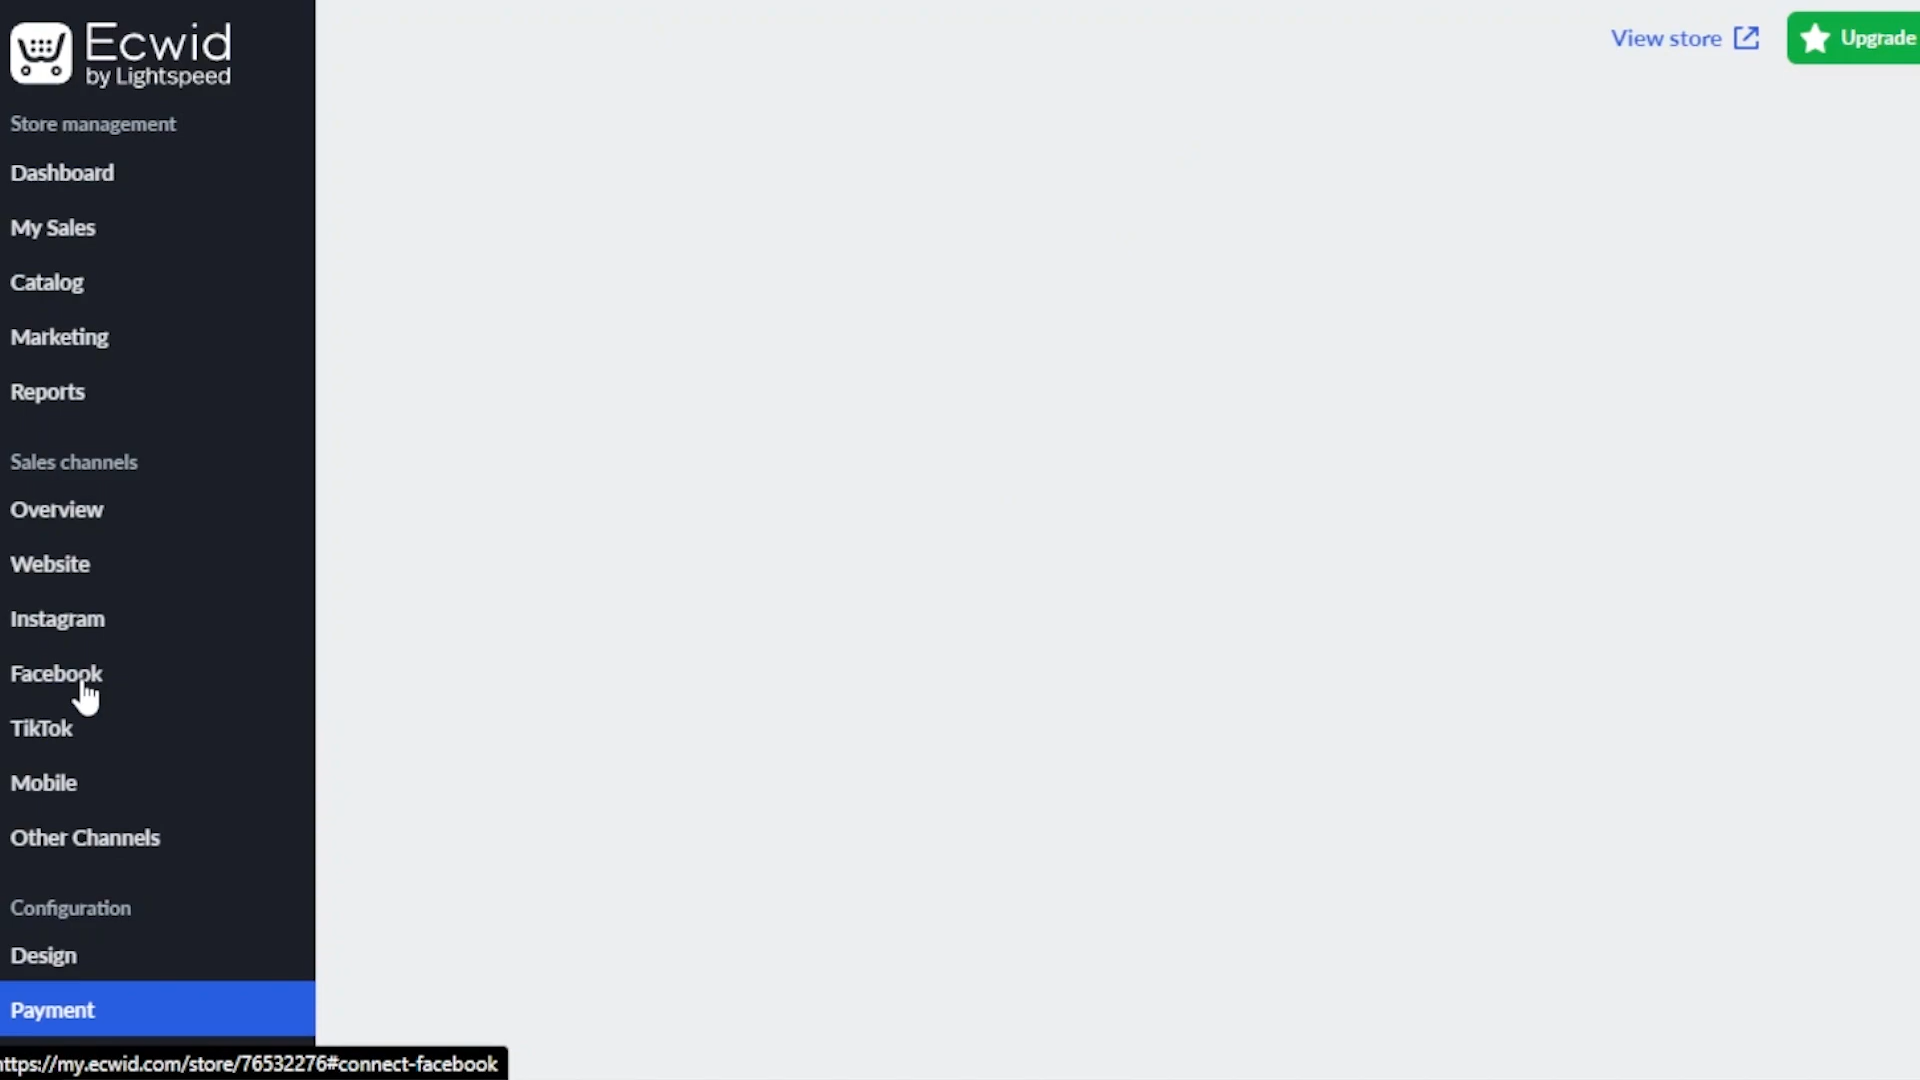 Ecwid
by Lightspeed
View store
Upgrade
Store management
Dashboard
My Sales
Catalog
Marketing
Reports
Sales channels
Overview
Website
Instagram
Facebook
TikTok
Mobile
Other Channels
Configuration
Design
Payment
ttps://my.ecwid.com/store/76532276#connect-facebook